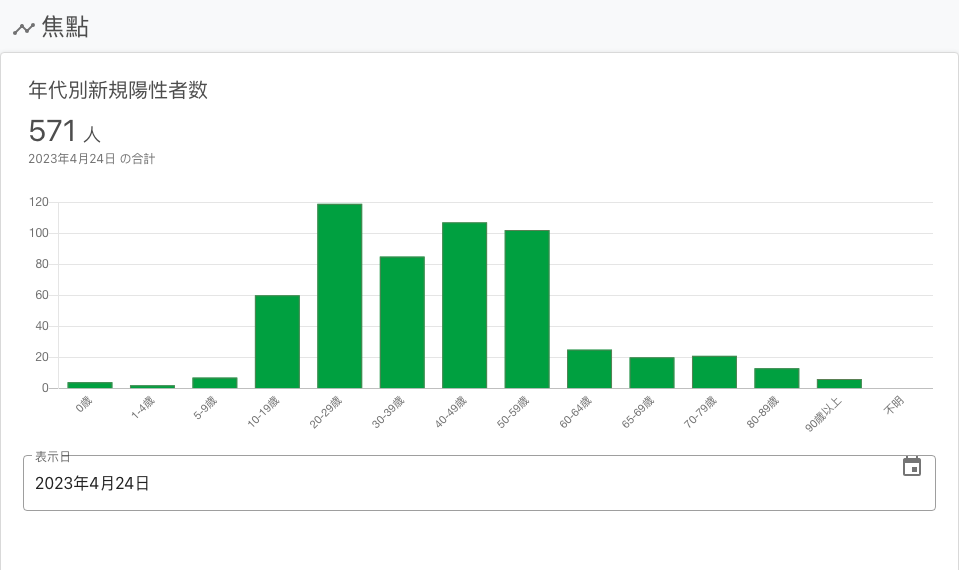 焦點
年代別新規陽性者数
571 人
2023年4月24日 の合計
120
100
80
60
40
20
0
0歳
1-4歳
5-9歳
10-19歳
20-29歳
30-39歳
40-49歳
50-59歳
60-64歳
65-69歳
70-79歳
80-89歳
90歳以上
不明
表示日
2023年4月24日